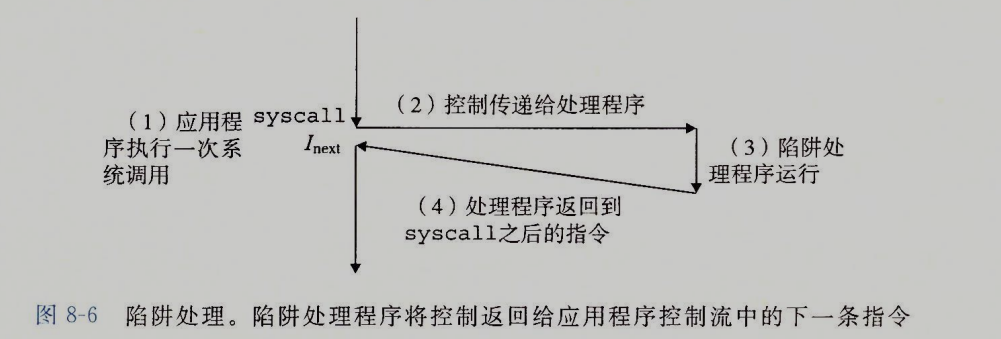 （1）应用程
序执行一次系
统调用
syscall
Inext
（2）控制传递给处理程序
（3）陷阱处
理程序运行
（4）处理程序返回到
syscall之后的指令
图 8-6 陷阱处理。陷阱处理程序将控制返回给应用程序控制流中的下一条指令